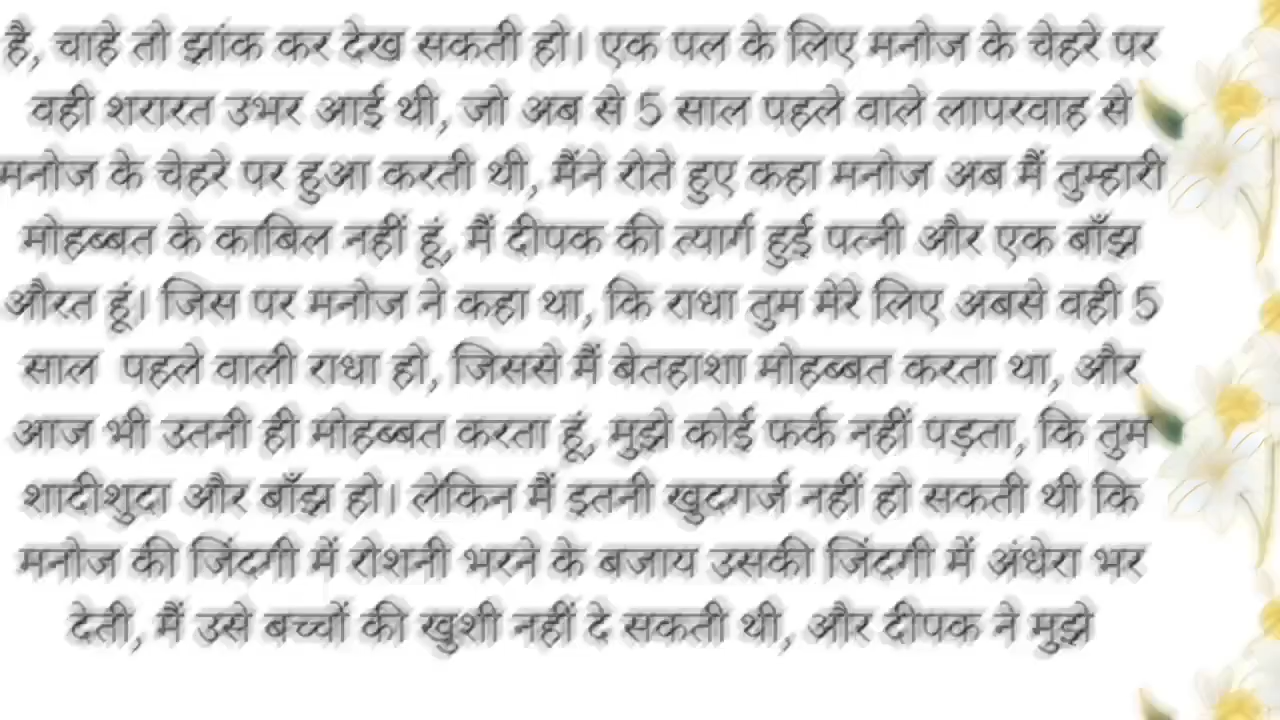 है, चाहे तो झांक कर देख सकती हो। एक पल के लिए मनोज के चेहरे पर
वही शरारत उभर आई थी, जो अब से 5 साल पहले वाले लापरवाह से
मनोज के चेहरे पर हुआ करती थी, मैंने रोते हुए कहा मनोज अब मैं तुम्हारी
मोहब्बत के काबिल नहीं हूं, मैं दीपक की त्यार्ग हुई पत्नी और एक बाँझ
औरत हूं। जिस पर मनोज ने कहा था, कि राधा तुम मेरे लिए अबसे वही 5
साल पहले वाली राधा हो, जिससे मैं बेतहाशा मोहब्बत करता था, और
आज भी उतनी ही मोहब्बत करता हूं, मुझे कोई फर्क नहीं पड़ता, कि तुम
शादीशुदा और बाँझ हो। लेकिन मैं इतनी खुदगर्ज नहीं हो सकती थी कि
मनोज की जिंदगी में रोशनी भरने के बजाय उसकी जिंदगी में अंधेरा भर
देती, मैं उसे बच्चों की खुशी नहीं दे सकती थी, और दीपक ने मुझे